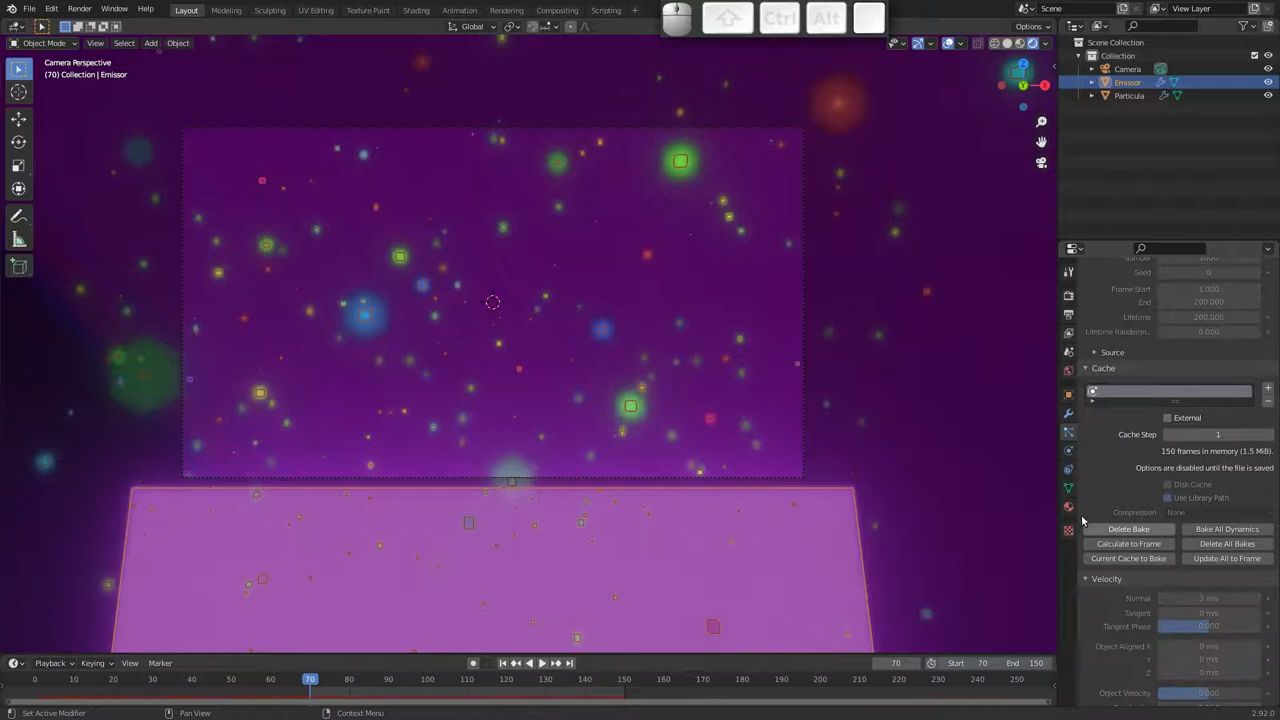 File Edit Render Window Help
Layout Modeling Sculpting UV Editing Texture Paint Shading Animation Rendering Compositing Scripting
Ctrl Alt
Scene
View Layer
Global
Options
Object Mode View Select Add Object
Scene Collection
Collection
Camera
Emissor
Particula
Camera Perspective
(70) Collection | Emissor
Number 1000
Seed 0
Frame Start 1.000
End 200.000
Lifetime 200.000
Lifetime Randomn... 0.000
Source
Cache
External
Cache Step 1
150 frames in memory (1.5 MiB).
Options are disabled until the file is saved
Disk Cache
Use Library Path
Compression None
Delete Bake Bake All Dynamics
Calculate to Frame Delete All Bakes
Current Cache to Bake Update All to Frame
Velocity
Normal 3 m/s
Tangent 0 m/s
Tangent Phase 0.000
Object Aligned X 0 m/s
Y 0 m/s
Z 0 m/s
Object Velocity 0.000
Playback Keying View Marker
70
Start 70
End 150
0 10 20 30 40 50 60 70 80 90 100 110 120 130 140 150 160 170 180 190 200 210 220 230 240 250
Set Active Modifier
Pan View
Context Menu
2.92.0